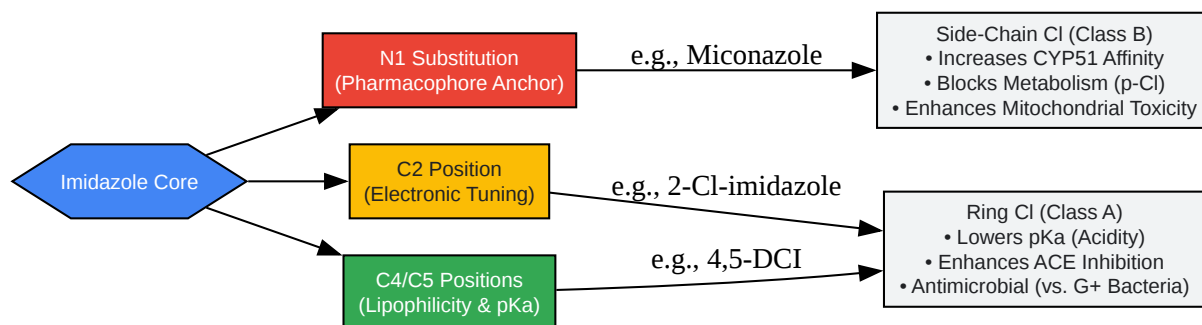 Imidazole Core
N1 Substitution
(Pharmacophore Anchor)
C2 Position
(Electronic Tuning)
C4/C5 Positions
(Lipophilicity & pKa)
e.g., Miconazole
e.g., 2-Cl-imidazole
e.g., 4,5-DCI
Side-Chain Cl (Class B)
• Increases CYP51 Affinity
• Blocks Metabolism (p-Cl)
• Enhances Mitochondrial Toxicity
Ring Cl (Class A)
• Lowers pKa (Acidity)
• Enhances ACE Inhibition
• Antimicrobial (vs. G+ Bacteria)